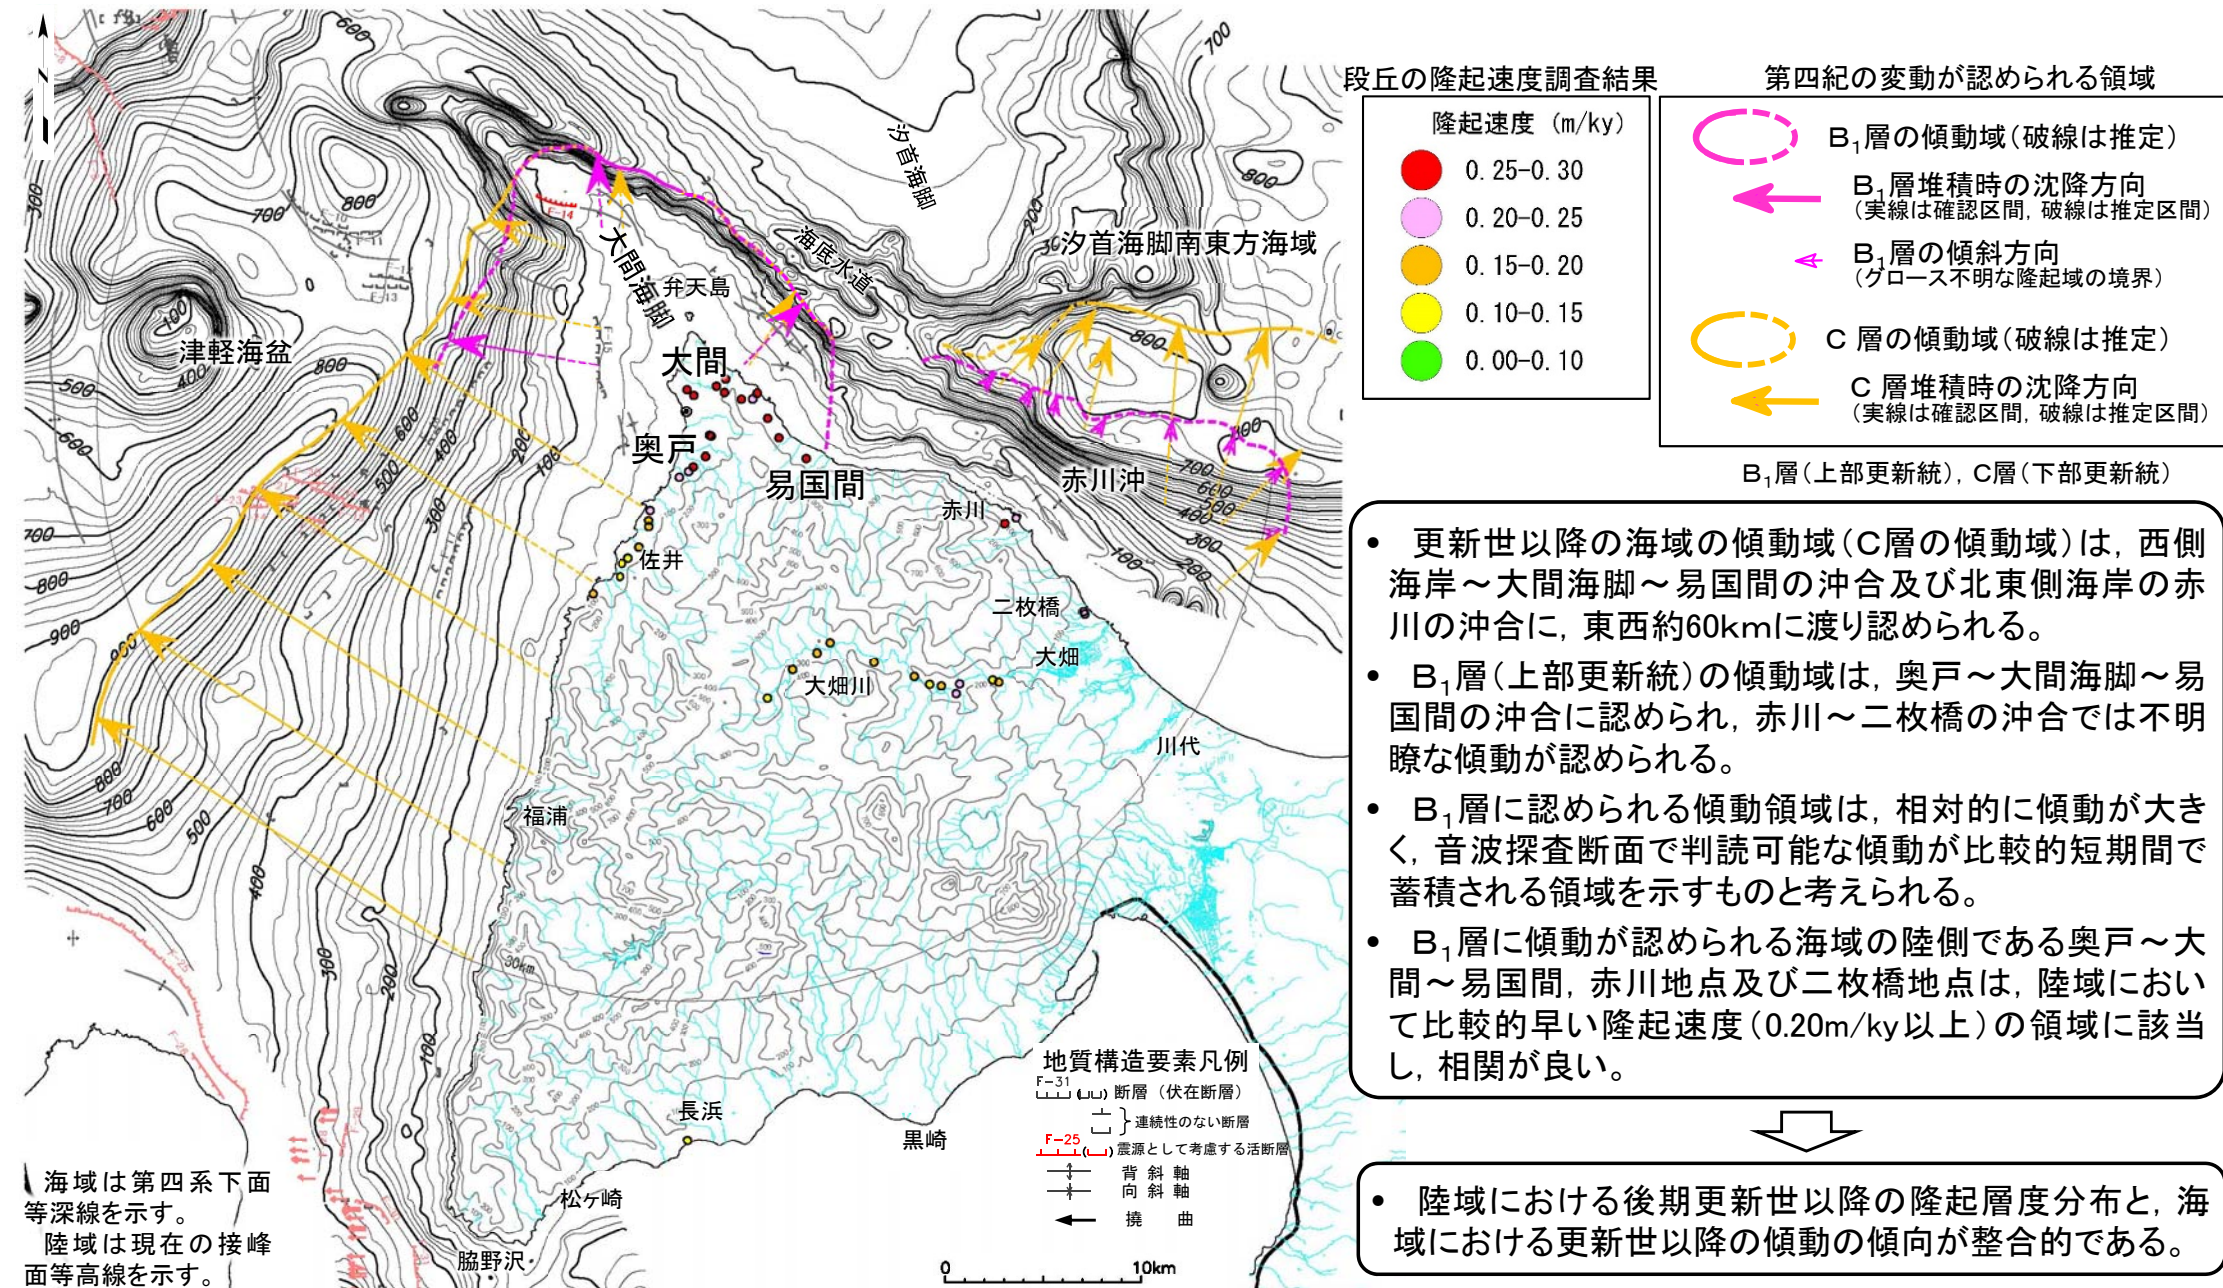 段丘の隆起速度調査結果
隆起速度 (m/ky)
0.25-0.30
0.20-0.25
0.15-0.20
0.10-0.15
0.00-0.10
第四紀の変動が認められる領域
B₁層の傾動域(破線は推定)
B₁層堆積時の沈降方向
(実線は確認区間, 破線は推定区間)
B₁層の傾斜方向
(グロース不明な隆起域の境界)
C 層の傾動域(破線は推定)
C 層堆積時の沈降方向
(実線は確認区間, 破線は推定区間)
B₁層(上部更新統), C層(下部更新統)
• 更新世以降の海域の傾動域(C層の傾動域)は, 西側
海岸～大間海脚～易国間の沖合及び北東側海岸の赤
川の沖合に, 東西約60kmに渡り認められる。
• B₁層(上部更新統)の傾動域は, 奥戸～大間海脚～易
国間の沖合に認められ, 赤川～二枚橋の沖合では不明
瞭な傾動が認められる。
• B₁層に認められる傾動領域は, 相対的に傾動が大き
く, 音波探査断面で判読可能な傾動が比較的短期間で
蓄積される領域を示すものと考えられる。
• B₁層に傾動が認められる海域の陸側である奥戸～大
間～易国間, 赤川地点及び二枚橋地点は, 陸域におい
て比較的早い隆起速度(0.20m/ky以上)の領域に該当
し, 相関が良い。
• 陸域における後期更新世以降の隆起層度分布と, 海
域における更新世以降の傾動の傾向が整合的である。
汐首海脚
汐首海脚南東方海域
海底水道
大間海脚
弁天島
津軽海盆
大間
奥戸
易国間
赤川沖
赤川
佐井
二枚橋
大畑
大畑川
川代
福浦
30km
長浜
黒崎
松ヶ崎
脇野沢
F-14
F-10
F-11
F-12
F-13
F-15
F-23
F-25
F-26
地質構造要素凡例
F-31
断層 (伏在断層)
連続性のない断層
F-25
震源として考慮する活断層
背 斜 軸
向 斜 軸
撓 曲
0 10km
海域は第四系下面
等深線を示す。
陸域は現在の接峰
面等高線を示す。